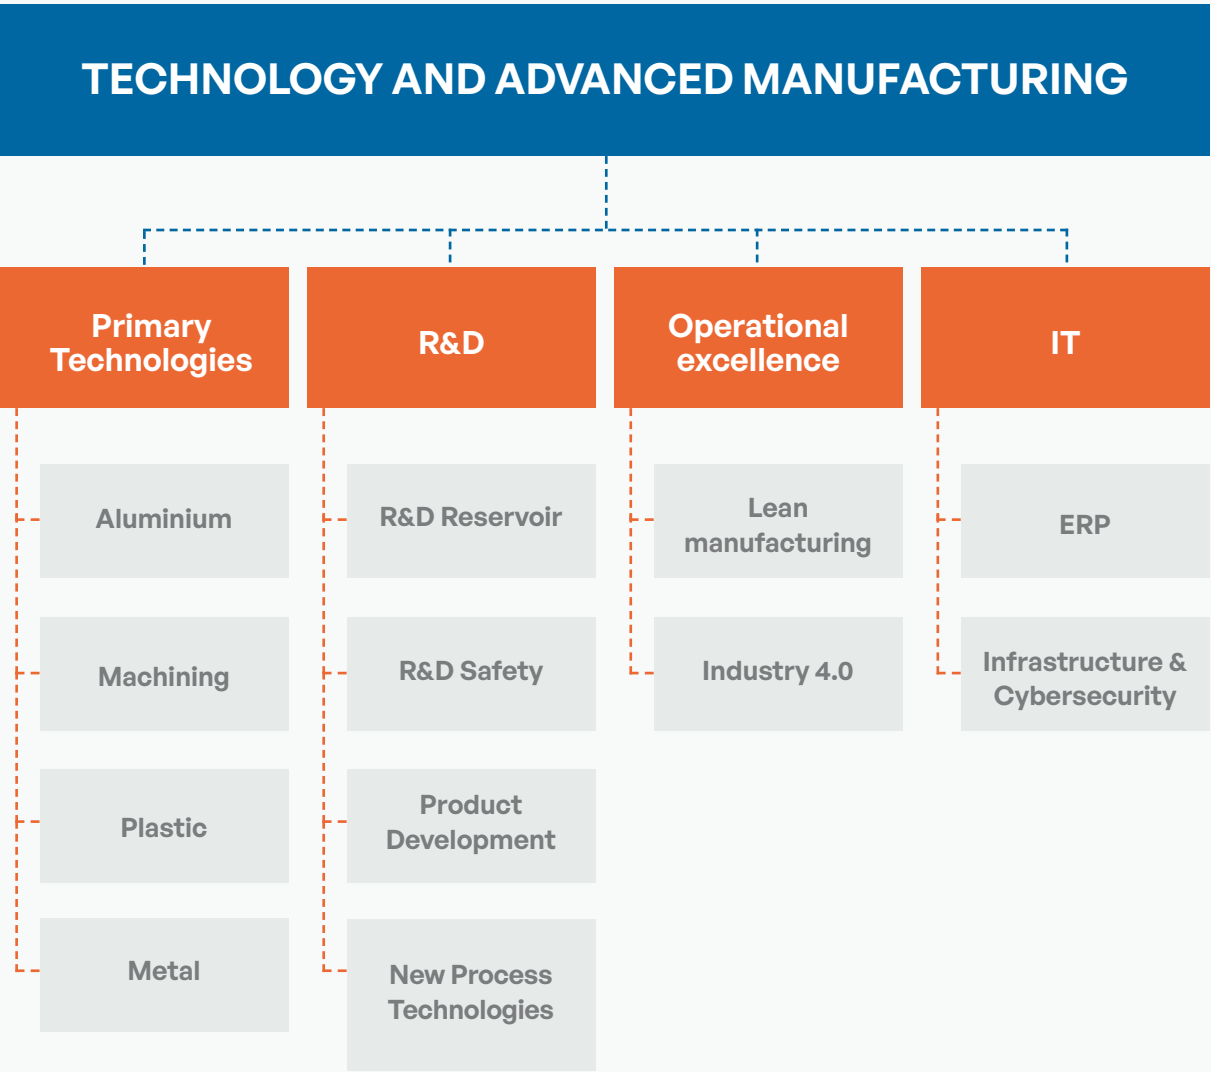 TECHNOLOGY AND ADVANCED MANUFACTURING
Primary
Technologies
R&D
Operational
excellence
IT
Aluminium
Machining
Plastic
Metal
R&D Reservoir
R&D Safety
Product
Development
New Process
Technologies
Lean
manufacturing
Industry 4.0
ERP
Infrastructure &
Cybersecurity